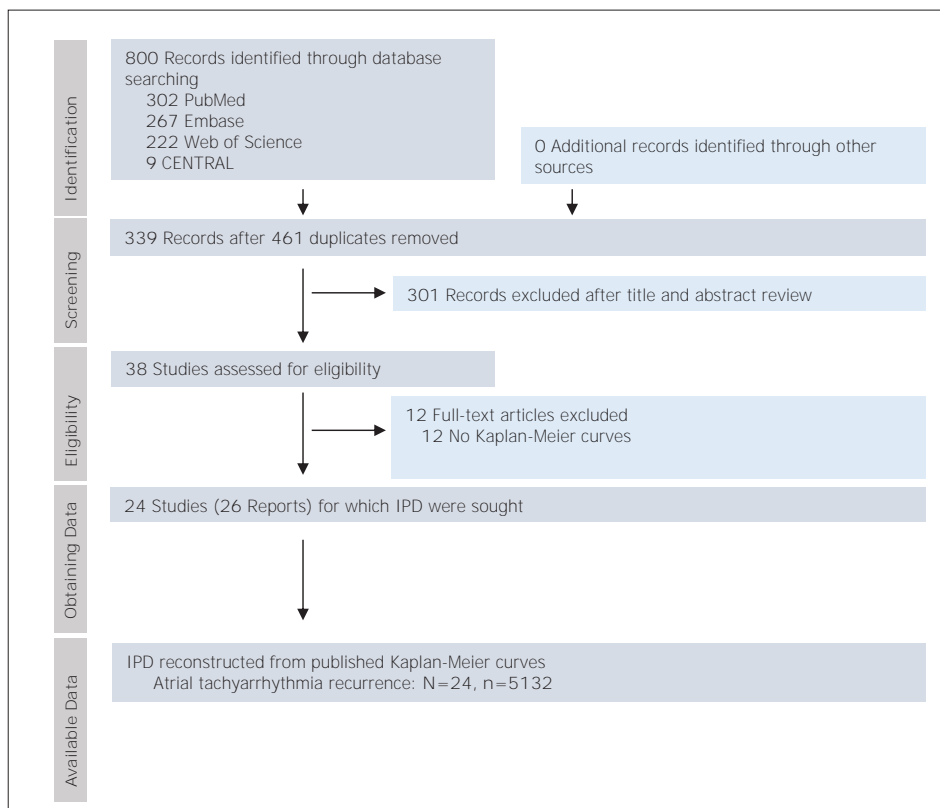 Identification
800 Records identified through database
searching
302 PubMed
267 Embase
222 Web of Science
9 CENTRAL
0 Additional records identified through other
sources
Screening
339 Records after 461 duplicates removed
301 Records excluded after title and abstract review
Eligibility
38 Studies assessed for eligibility
12 Full-text articles excluded
12 No Kaplan-Meier curves
Obtaining Data
24 Studies (26 Reports) for which IPD were sought
Available Data
IPD reconstructed from published Kaplan-Meier curves
Atrial tachyarrhythmia recurrence: N=24, n=5132